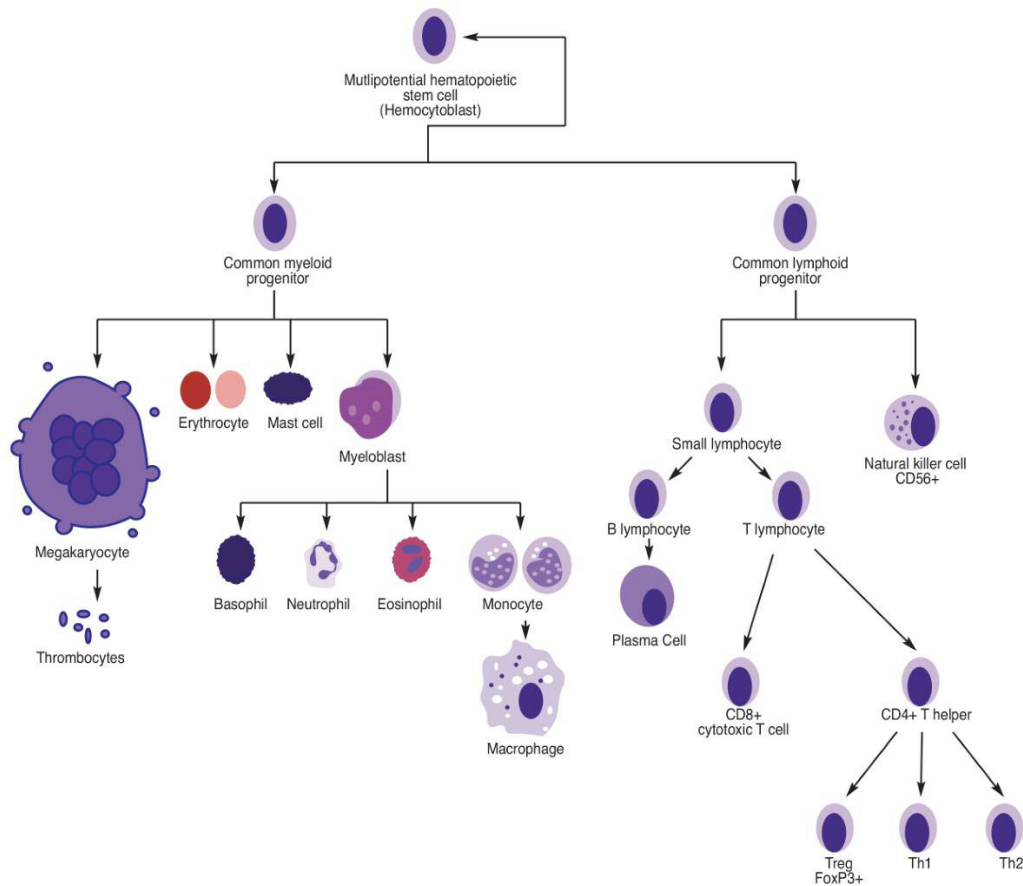 Mutlipotential hematopoietic
stem cell
(Hemocytoblast)
Common myeloid
progenitor
Common lymphoid
progenitor
Erythrocyte
Mast cell
Myeloblast
Small lymphocyte
Natural killer cell
CD56+
Megakaryocyte
B lymphocyte
T lymphocyte
Basophil
Neutrophil
Eosinophil
Monocyte
Plasma Cell
Thrombocytes
Macrophage
CD8+
cytotoxic T cell
CD4+ T helper
Treg
FoxP3+
Th1
Th2